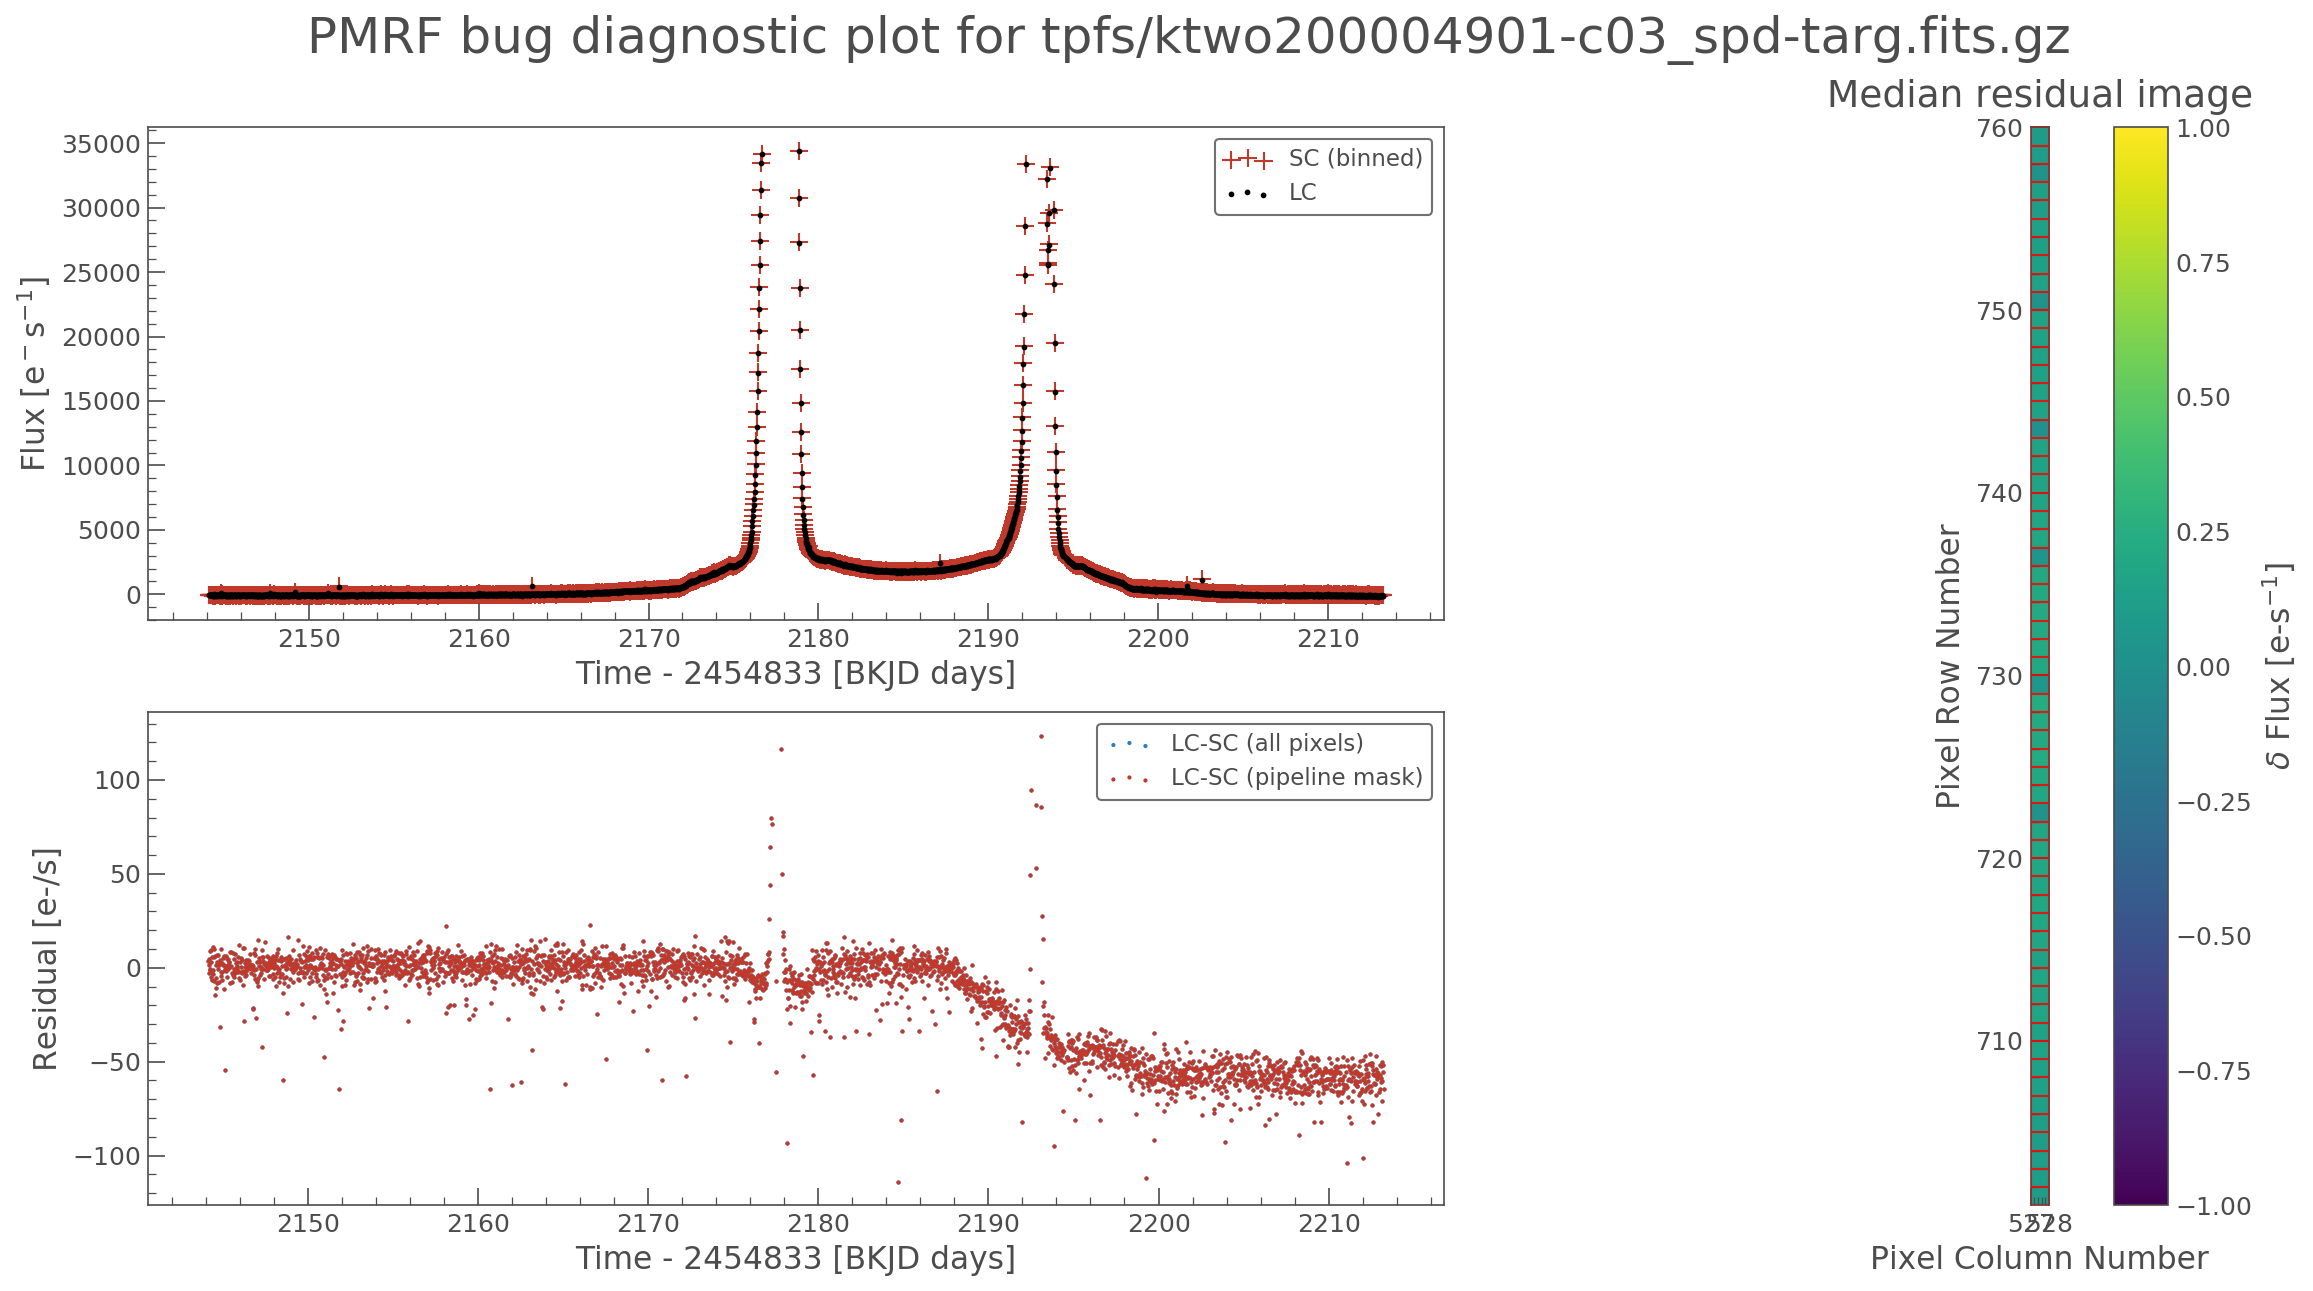 PMRF bug diagnostic plot for tpfs/ktwo200004901-c03_spd-targ.fits.gz
Median residual image
35000
30000
25000
20000
15000
10000
5000
0
Flux [e⁻ s⁻¹]
SC (binned)
LC
2150 2160 2170 2180 2190 2200 2210
Time - 2454833 [BKJD days]
100
50
0
−50
−100
Residual [e-/s]
LC-SC (all pixels)
LC-SC (pipeline mask)
2150 2160 2170 2180 2190 2200 2210
Time - 2454833 [BKJD days]
760
750
740
730
720
710
Pixel Row Number
527 528
Pixel Column Number
1.00
0.75
0.50
0.25
0.00
−0.25
−0.50
−0.75
−1.00
δ Flux [e-s⁻¹]